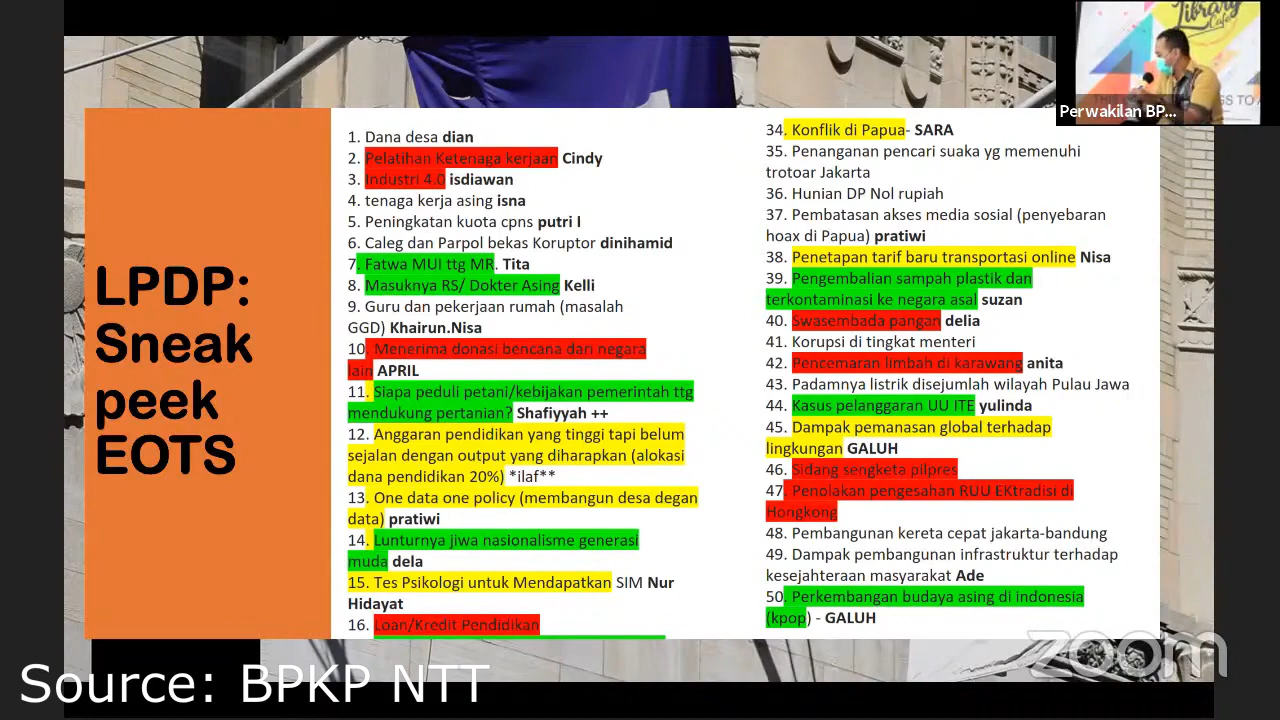 LPDP:
Sneak
peek
EOTS
1. Dana desa dian
2. Pelatihan Ketenaga kerjaan Cindy
3. Industri 4.0 isdiawan
4. tenaga kerja asing isna
5. Peningkatan kuota cpns putri l
6. Caleg dan Parpol bekas Koruptor dinihamid
7. Fatwa MUI ttg MR. Tita
8. Masuknya RS/ Dokter Asing Kelli
9. Guru dan pekerjaan rumah (masalah
GGD) Khairun.Nisa
10. Menerima donasi bencana dari negara
lain APRIL
11. Siapa peduli petani/kebijakan pemerintah ttg
mendukung pertanian? Shafiyyah ++
12. Anggaran pendidikan yang tinggi tapi belum
sejalan dengan output yang diharapkan (alokasi
dana pendidikan 20%) *ilaf**
13. One data one policy (membangun desa degan
data) pratiwi
14. Lunturnya jiwa nasionalisme generasi
muda dela
15. Tes Psikologi untuk Mendapatkan SIM Nur
Hidayat
16. Loan/Kredit Pendidikan
34. Konflik di Papua- SARA
35. Penanganan pencari suaka yg memenuhi
trotoar Jakarta
36. Hunian DP Nol rupiah
37. Pembatasan akses media sosial (penyebaran
hoax di Papua) pratiwi
38. Penetapan tarif baru transportasi online Nisa
39. Pengembalian sampah plastik dan
terkontaminasi ke negara asal suzan
40. Swasembada pangan delia
41. Korupsi di tingkat menteri
42. Pencemaran limbah di karawang anita
43. Padamnya listrik disejumlah wilayah Pulau Jawa
44. Kasus pelanggaran UU ITE yulinda
45. Dampak pemanasan global terhadap
lingkungan GALUH
46. Sidang sengketa pilpres
47. Penolakan pengesahan RUU EKtradisi di
Hongkong
48. Pembangunan kereta cepat jakarta-bandung
49. Dampak pembangunan infrastruktur terhadap
kesejahteraan masyarakat Ade
50. Perkembangan budaya asing di indonesia
(kpop) - GALUH
Library
Cafe
Perwakilan BP...
zoom
Source: BPKP NTT